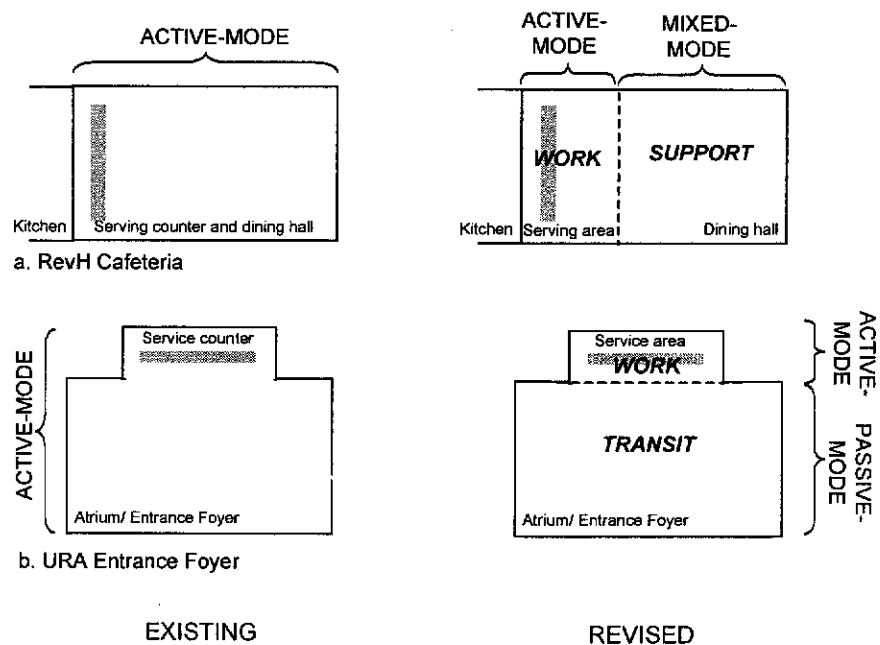 ACTIVE-MODE
ACTIVE-
MODE
MIXED-
MODE
Kitchen
Serving counter and dining hall
WORK
SUPPORT
Kitchen
Serving area
Dining hall
a. RevH Cafeteria
ACTIVE-MODE
Service counter
Atrium/ Entrance Foyer
Service area
WORK
TRANSIT
Atrium/ Entrance Foyer
ACTIVE-
MODE
PASSIVE-
MODE
b. URA Entrance Foyer
EXISTING
REVISED